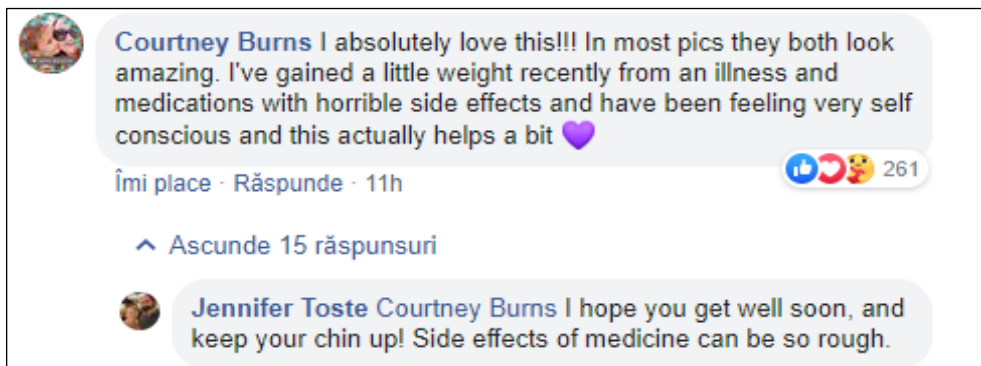 Courtney Burns I absolutely love this!!! In most pics they both look
amazing. I've gained a little weight recently from an illness and
medications with horrible side effects and have been feeling very self
conscious and this actually helps a bit 💜
Îmi place · Răspunde · 11h
261
Ascunde 15 răspunsuri
Jennifer Toste Courtney Burns I hope you get well soon, and
keep your chin up! Side effects of medicine can be so rough.